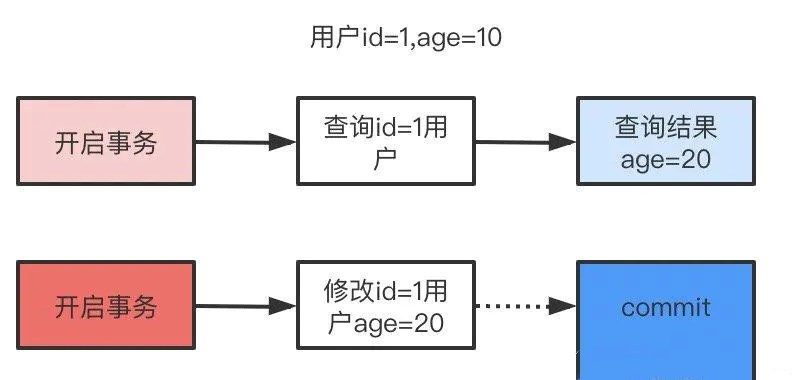 用户id=1,age=10
开启事务
查询id=1用
户
查询结果
age=20
开启事务
修改id=1用
户age=20
commit